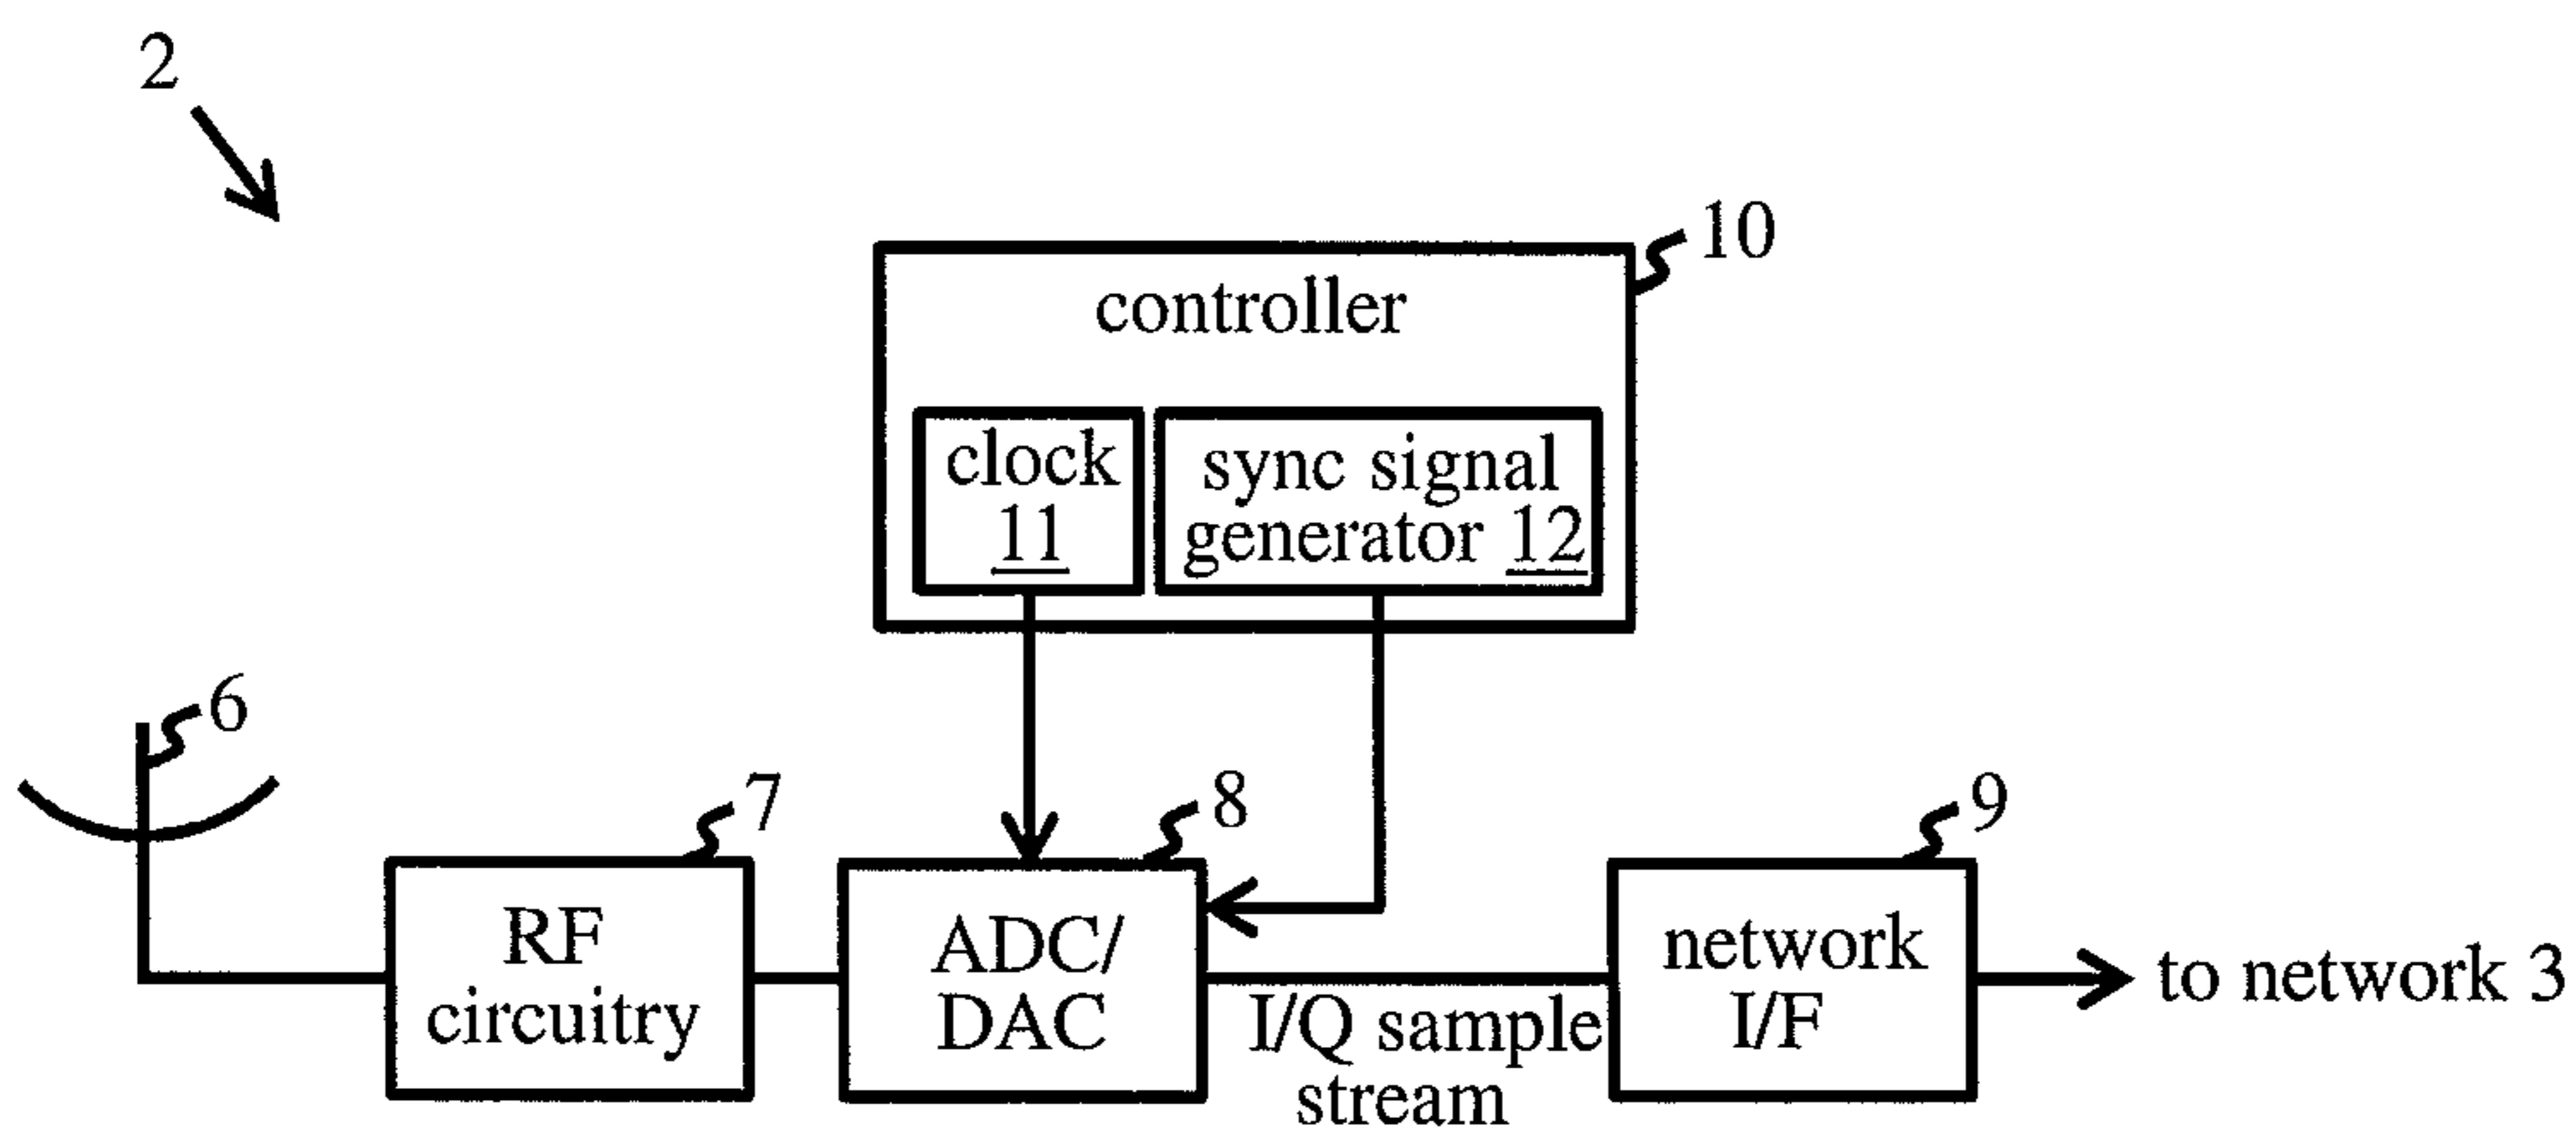 2
10
controller
clock
11
sync signal
generator 12
6
7
8
9
RF
circuitry
ADC/
DAC
I/Q sample
stream
network
I/F
to network 3